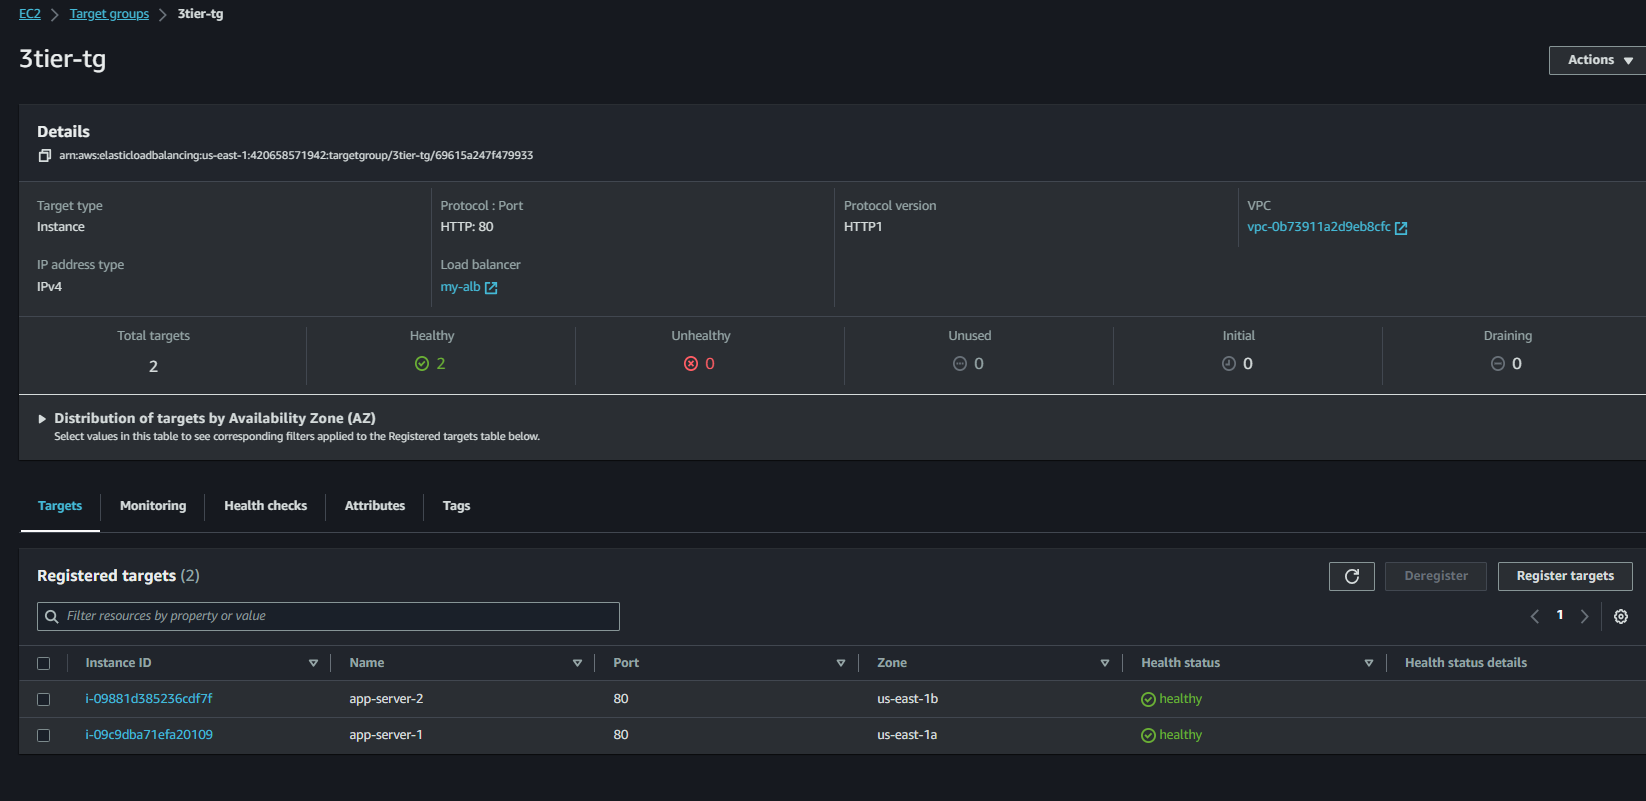 EC2 > Target groups > 3tier-tg
3tier-tg
Actions
Details
arn:aws:elasticloadbalancing:us-east-1:420658571942:targetgroup/3tier-tg/69615a247f479933
Target type Protocol : Port Protocol version VPC
Instance HTTP: 80 HTTP1 vpc-0b73911a2d9eb8cfc
IP address type Load balancer
IPv4 my-alb
Total targets Healthy Unhealthy Unused Initial Draining
2 2 0 0 0 0
Distribution of targets by Availability Zone (AZ)
Select values in this table to see corresponding filters applied to the Registered targets table below.
Targets Monitoring Health checks Attributes Tags
Registered targets (2) Deregister Register targets
Filter resources by property or value 1
Instance ID Name Port Zone Health status Health status details
i-09881d385236cdf7f app-server-2 80 us-east-1b healthy
i-09c9dba71efa20109 app-server-1 80 us-east-1a healthy